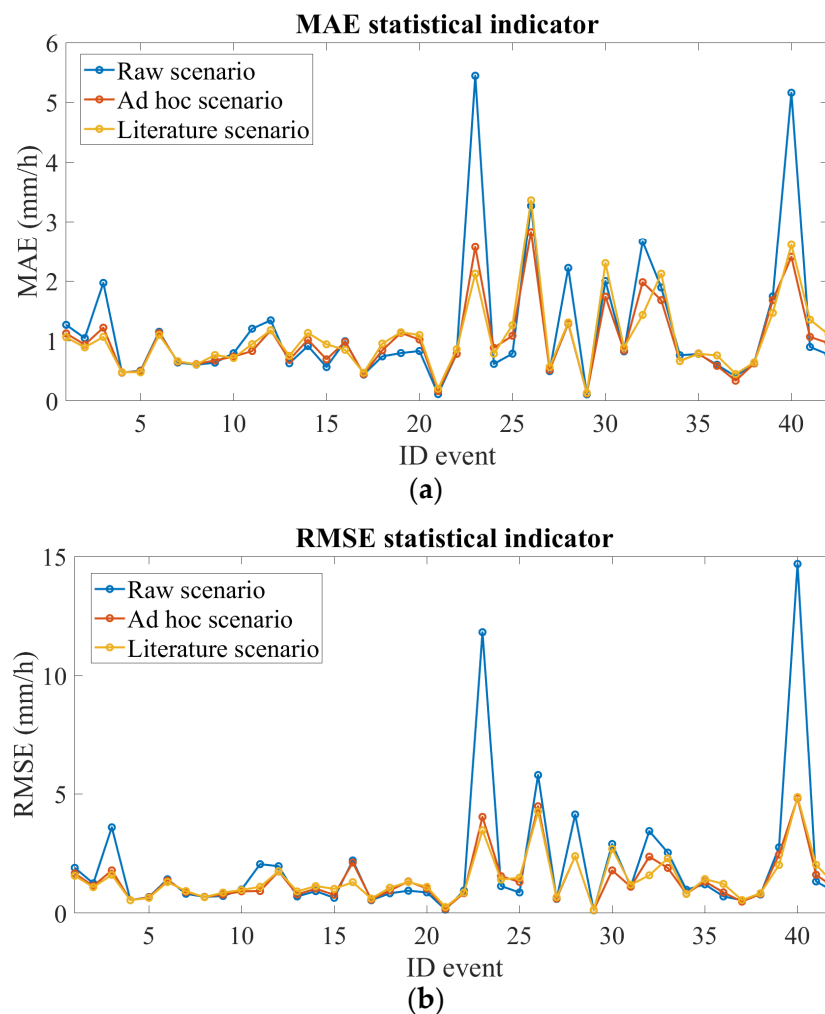 MAE statistical indicator
6
5
4
3
2
1
0
MAE (mm/h)
Raw scenario
Ad hoc scenario
Literature scenario
5 10 15 20 25 30 35 40
ID event
(a)
RMSE statistical indicator
15
10
5
0
RMSE (mm/h)
Raw scenario
Ad hoc scenario
Literature scenario
5 10 15 20 25 30 35 40
ID event
(b)